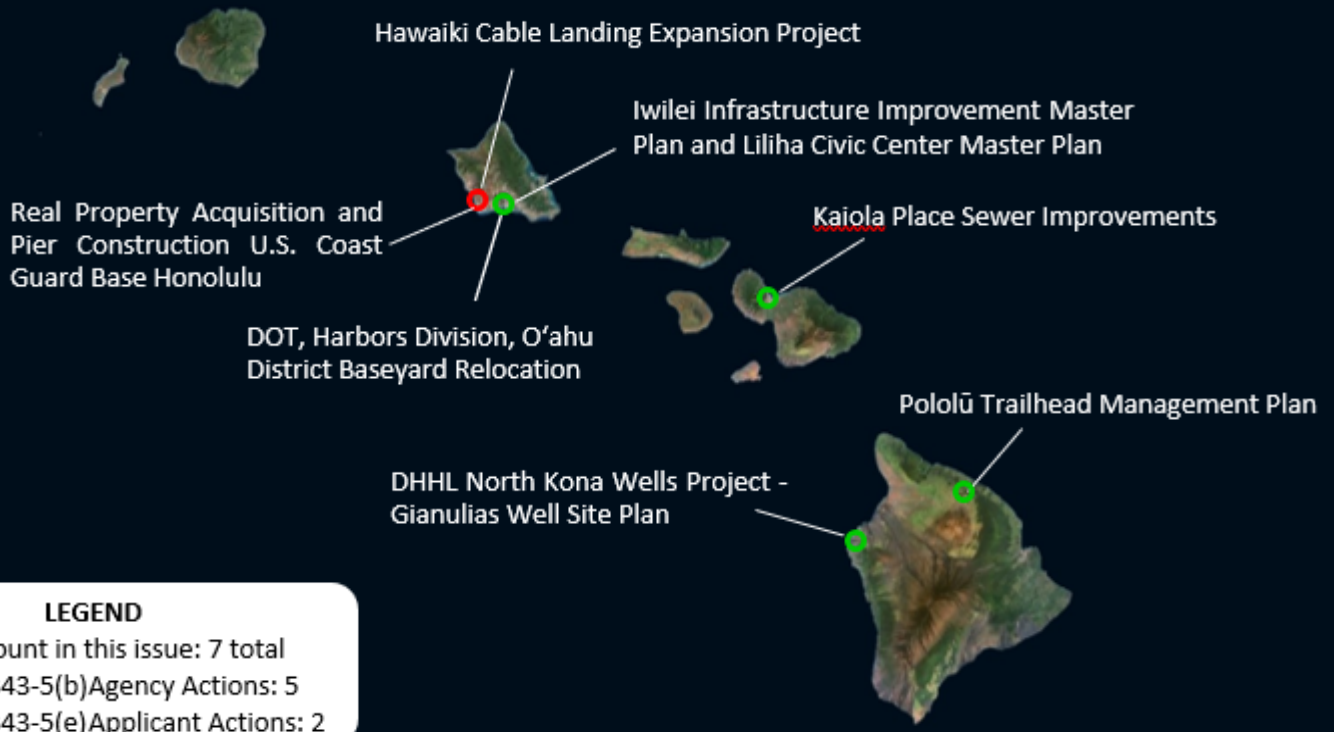 Hawaiki Cable Landing Expansion Project
Iwilei Infrastructure Improvement Master
Plan and Liliha Civic Center Master Plan
Real Property Acquisition and
Pier Construction U.S. Coast
Guard Base Honolulu
Kaiola Place Sewer Improvements
DOT, Harbors Division, Oʻahu
District Baseyard Relocation
Pololū Trailhead Management Plan
DHHL North Kona Wells Project -
Gianulias Well Site Plan
LEGEND
in this issue: 7 total
43-5(b)Agency Actions: 5
43-5(e)Applicant Actions: 2